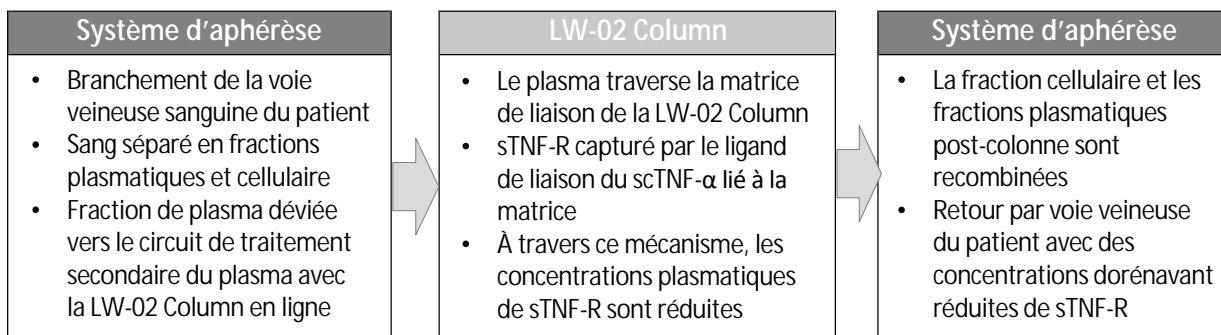 Système d'aphérèse
• Branchement de la voie
veineuse sanguine du patient
• Sang séparé en fractions
plasmatiques et cellulaire
• Fraction de plasma déviée
vers le circuit de traitement
secondaire du plasma avec
la LW-02 Column en ligne
LW-02 Column
• Le plasma traverse la matrice
de liaison de la LW-02 Column
• sTNF-R capturé par le ligand
de liaison du scTNF-α lié à la
matrice
• À travers ce mécanisme, les
concentrations plasmatiques
de sTNF-R sont réduites
Système d'aphérèse
• La fraction cellulaire et les
fractions plasmatiques
post-colonne sont
recombinées
• Retour par voie veineuse
du patient avec des
concentrations dorénavant
réduites de sTNF-R